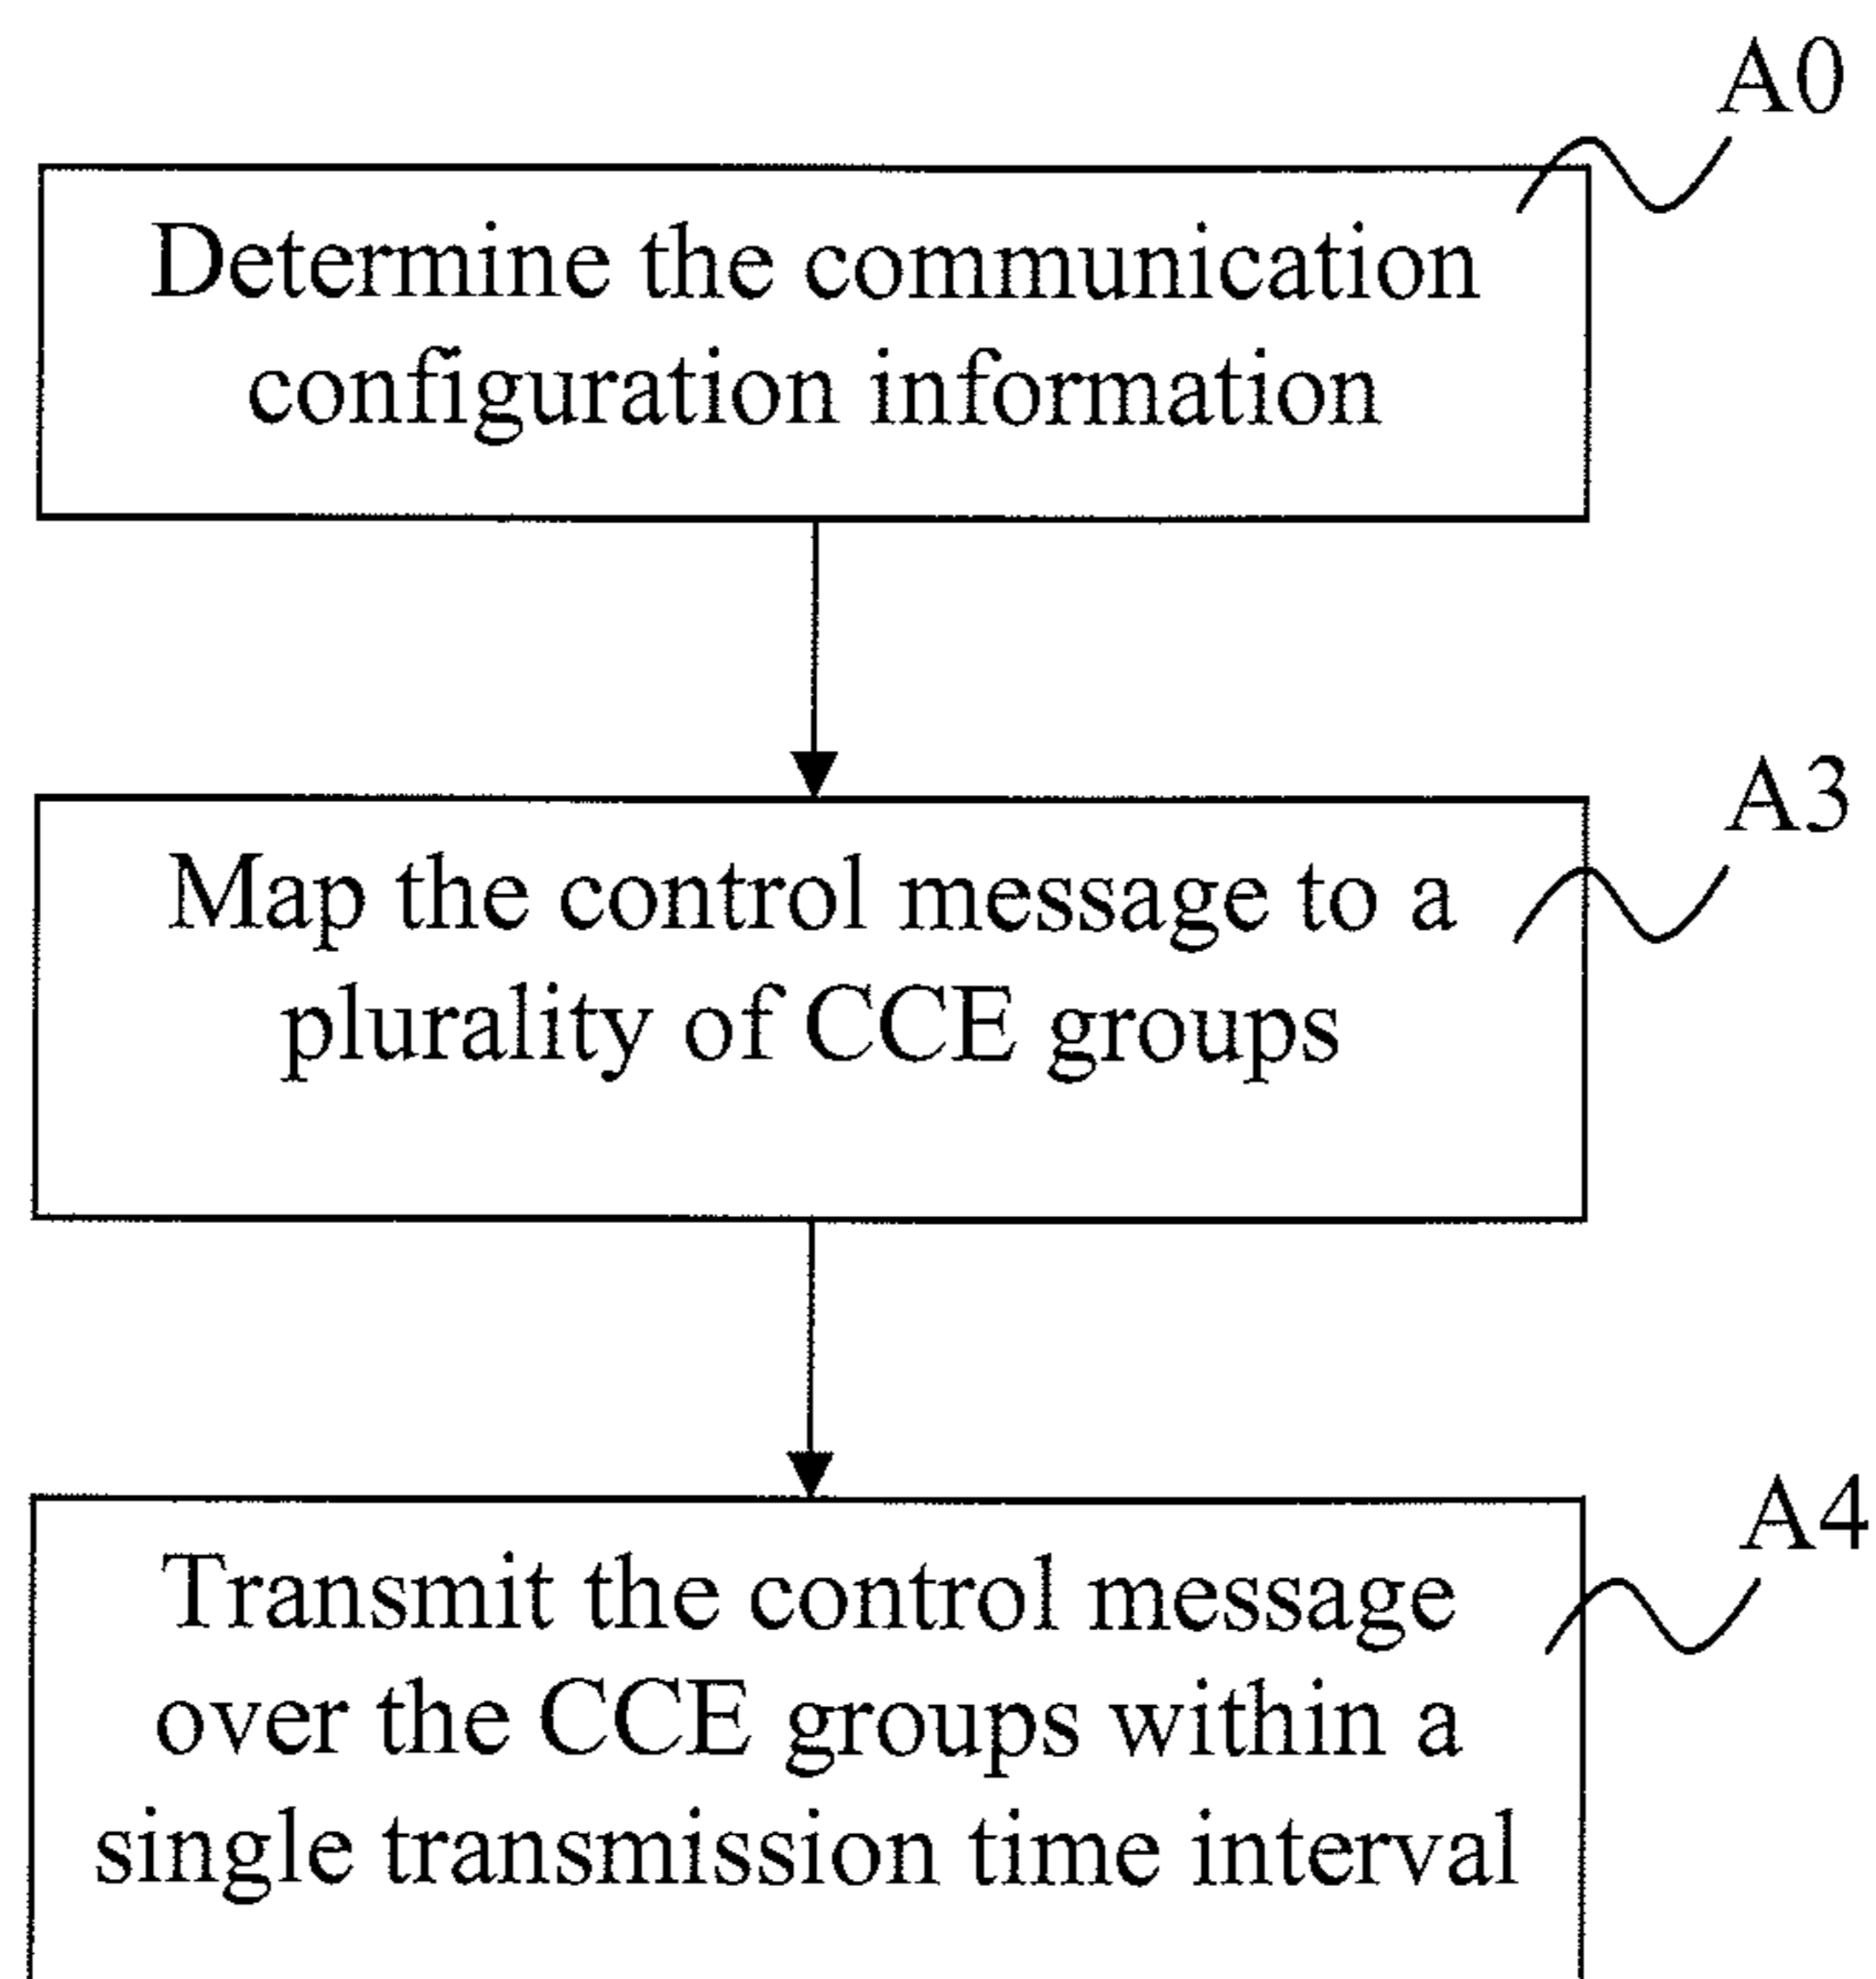 A0
Determine the communication
configuration information
A3
Map the control message to a
plurality of CCE groups
A4
Transmit the control message
over the CCE groups within a
single transmission time interval